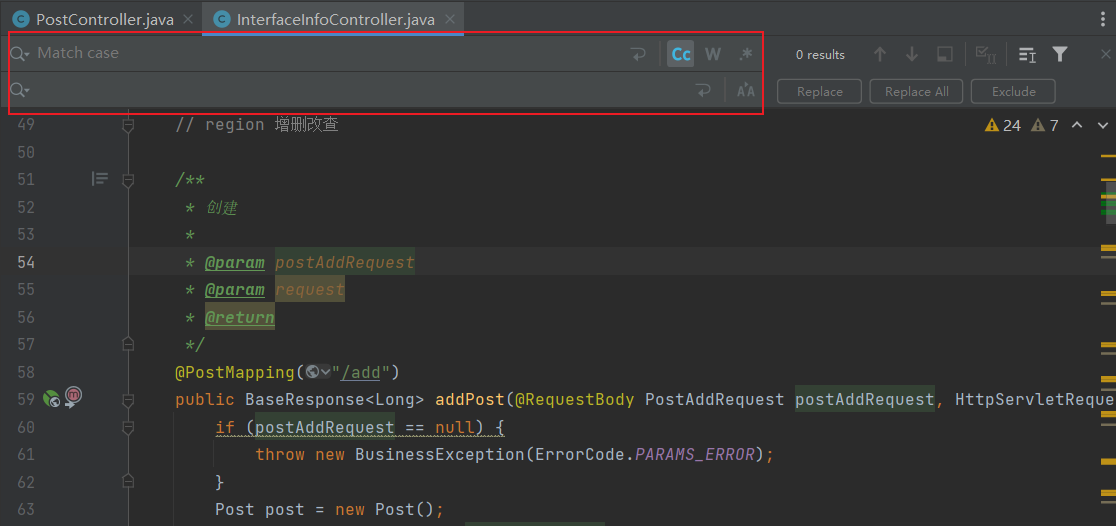 PostController.java InterfaceInfoController.java
Match case Cc W .* 0 results
Replace Replace All Exclude
49 // region 增删改查 24 7
50
51 /**
52 * 创建
53 *
54 * @param postAddRequest
55 * @param request
56 * @return
57 */
58 @PostMapping("/add")
59 public BaseResponse<Long> addPost(@RequestBody PostAddRequest postAddRequest, HttpServletReque
60 if (postAddRequest == null) {
61 throw new BusinessException(ErrorCode.PARAMS_ERROR);
62 }
63 Post post = new Post();